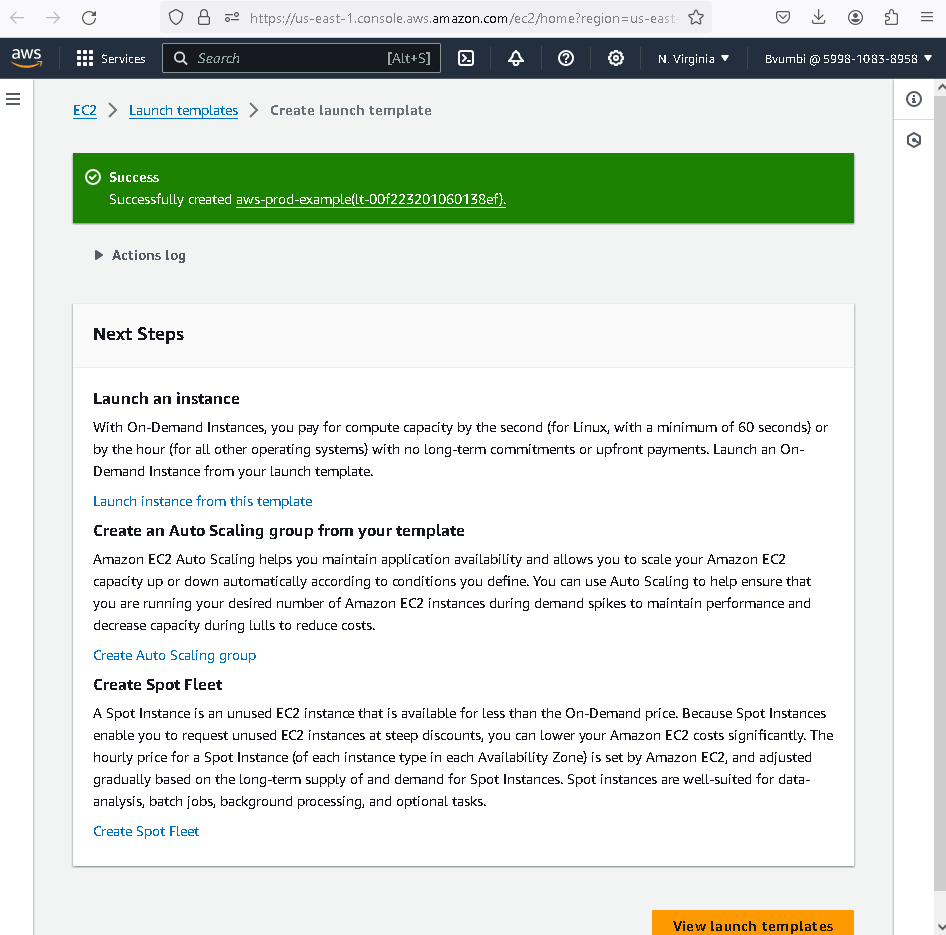 https://us-east-1.console.aws.amazon.com/ec2/home?region=us-east-
aws
Services
Search
[Alt+S]
N. Virginia
Bvumbi @ 5998-1083-8958
EC2 > Launch templates > Create launch template
Success
Successfully created aws-prod-example(lt-00f223201060138ef).
Actions log
Next Steps
Launch an instance
With On-Demand Instances, you pay for compute capacity by the second (for Linux, with a minimum of 60 seconds) or
by the hour (for all other operating systems) with no long-term commitments or upfront payments. Launch an On-
Demand Instance from your launch template.
Launch instance from this template
Create an Auto Scaling group from your template
Amazon EC2 Auto Scaling helps you maintain application availability and allows you to scale your Amazon EC2
capacity up or down automatically according to conditions you define. You can use Auto Scaling to help ensure that
you are running your desired number of Amazon EC2 instances during demand spikes to maintain performance and
decrease capacity during lulls to reduce costs.
Create Auto Scaling group
Create Spot Fleet
A Spot Instance is an unused EC2 instance that is available for less than the On-Demand price. Because Spot Instances
enable you to request unused EC2 instances at steep discounts, you can lower your Amazon EC2 costs significantly. The
hourly price for a Spot Instance (of each instance type in each Availability Zone) is set by Amazon EC2, and adjusted
gradually based on the long-term supply of and demand for Spot Instances. Spot instances are well-suited for data-
analysis, batch jobs, background processing, and optional tasks.
Create Spot Fleet
View launch templates